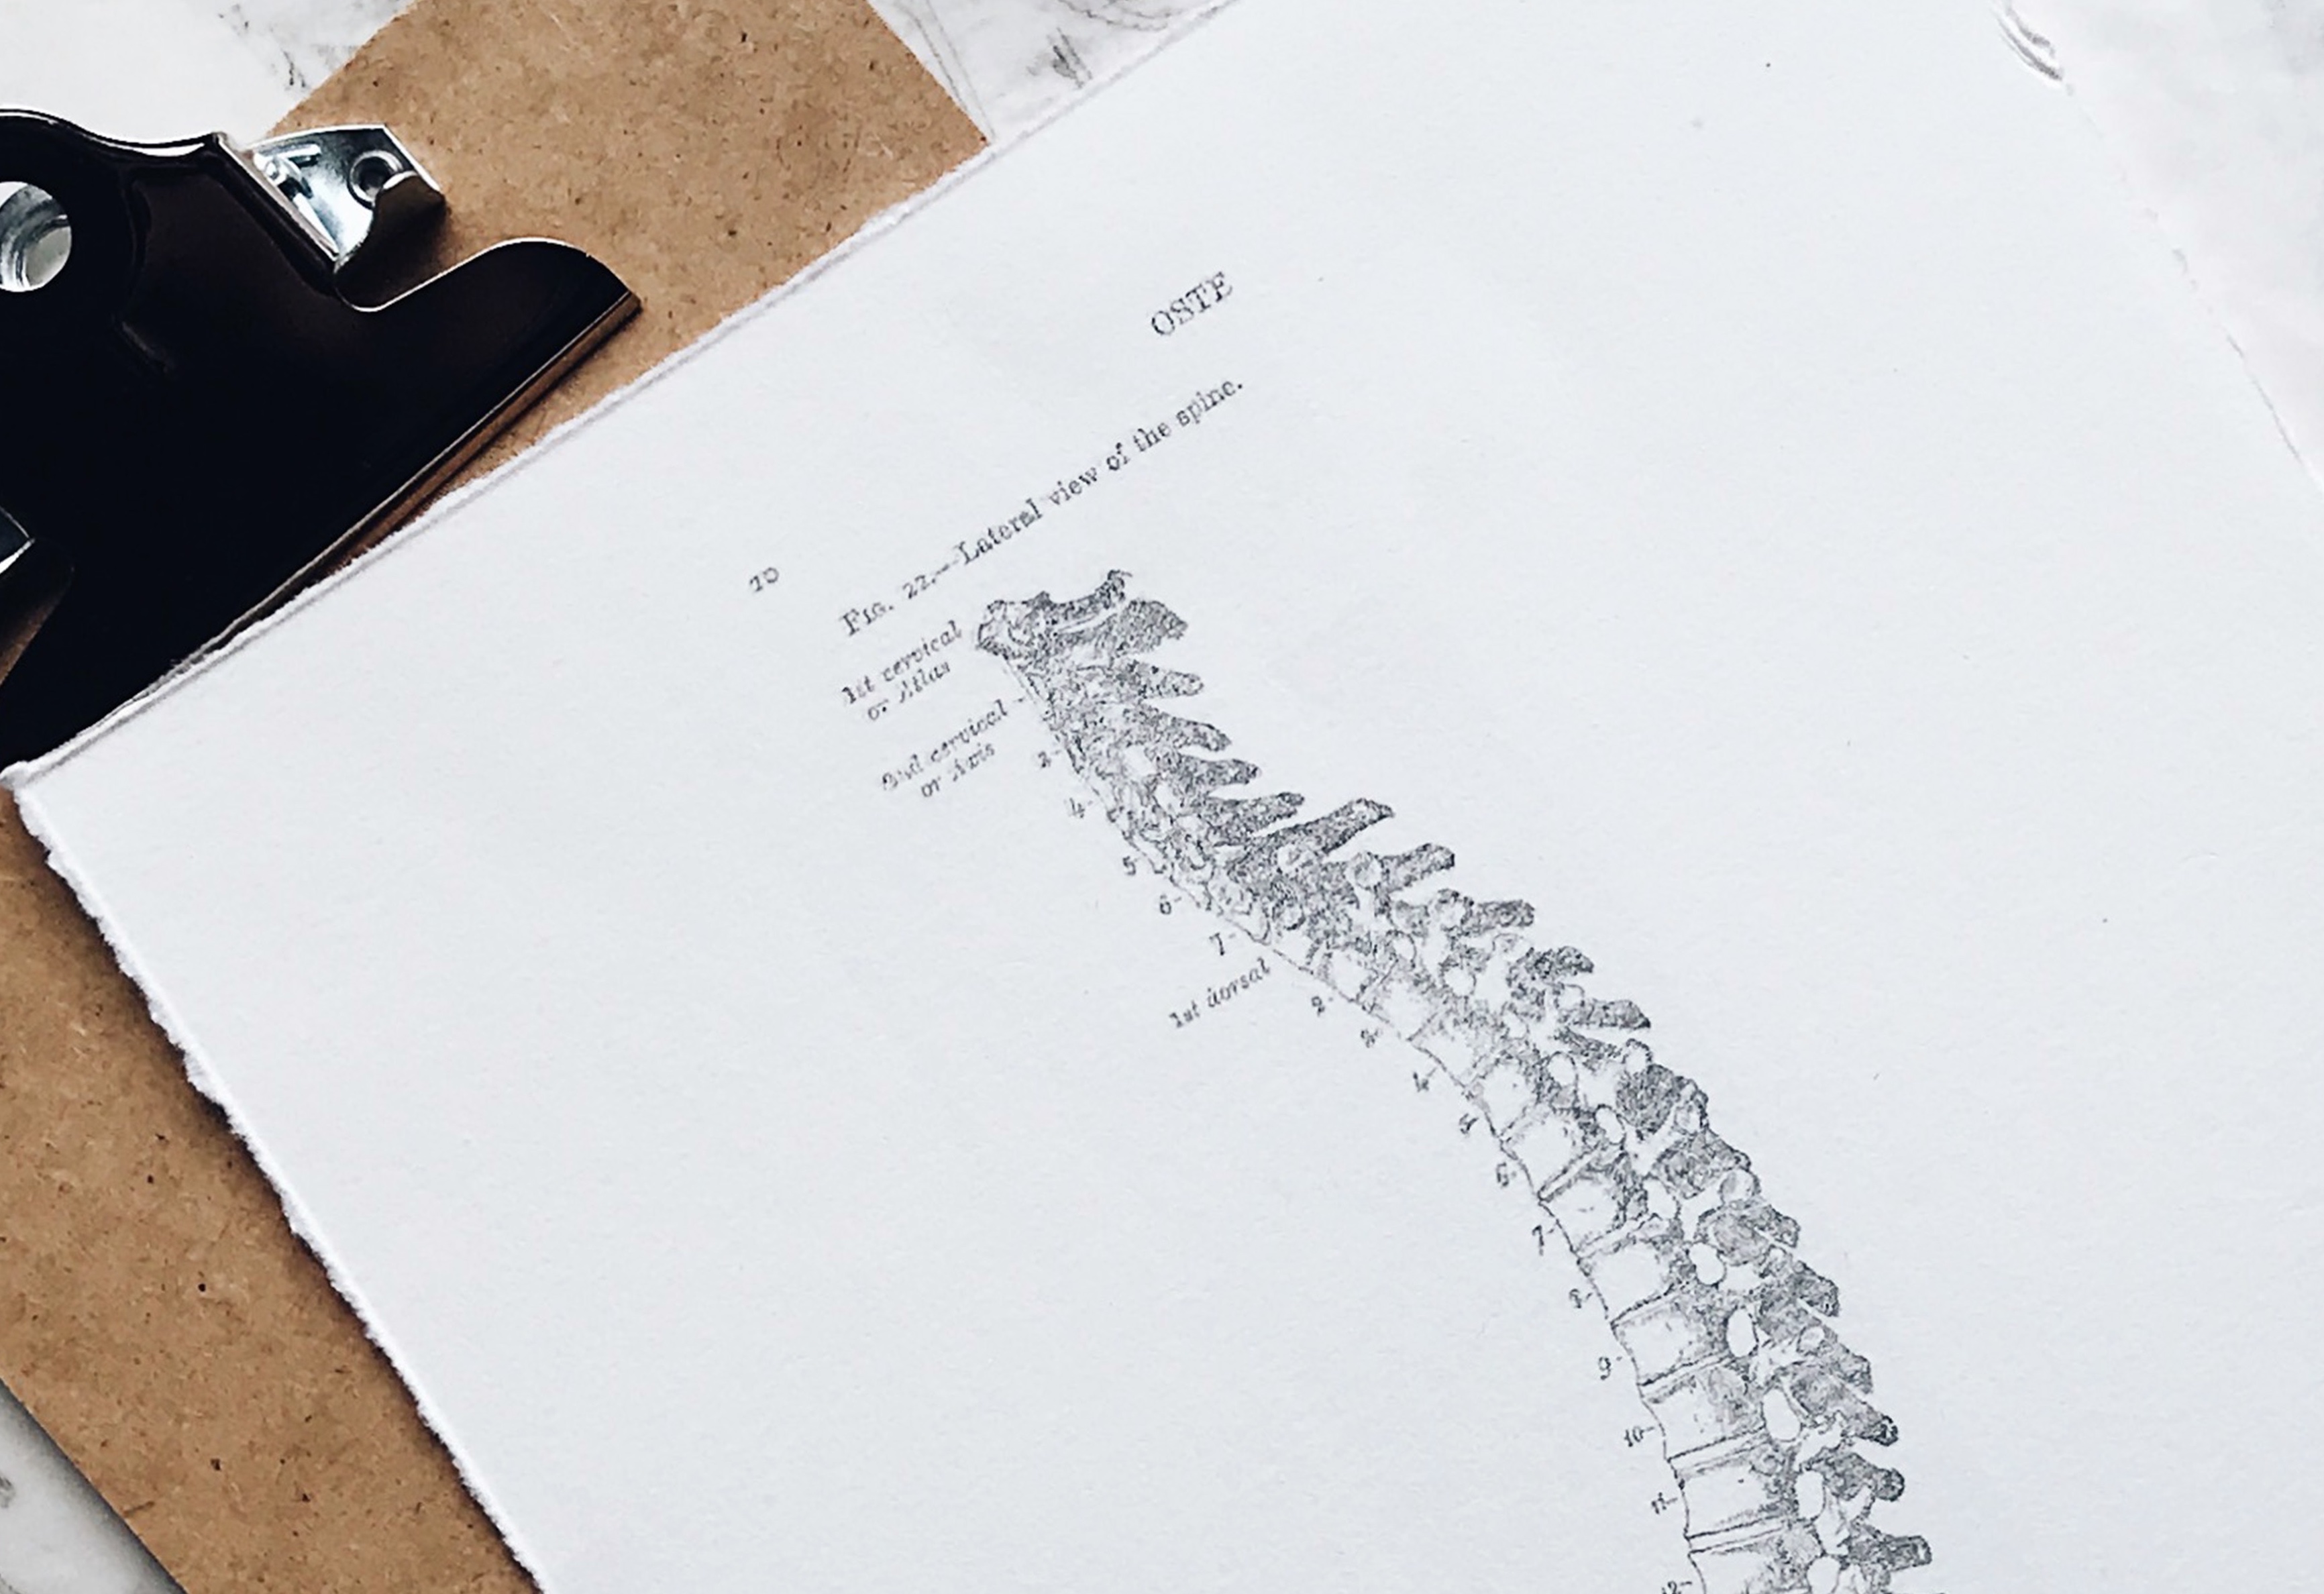 OSTE
Fig. 22.—Lateral view of the spine.
1st cervical
or Atlas
2nd cervical
or Axis
3
4
5
6
7
1st dorsal
2
3
4
5
6
7
8
9
10
11
12